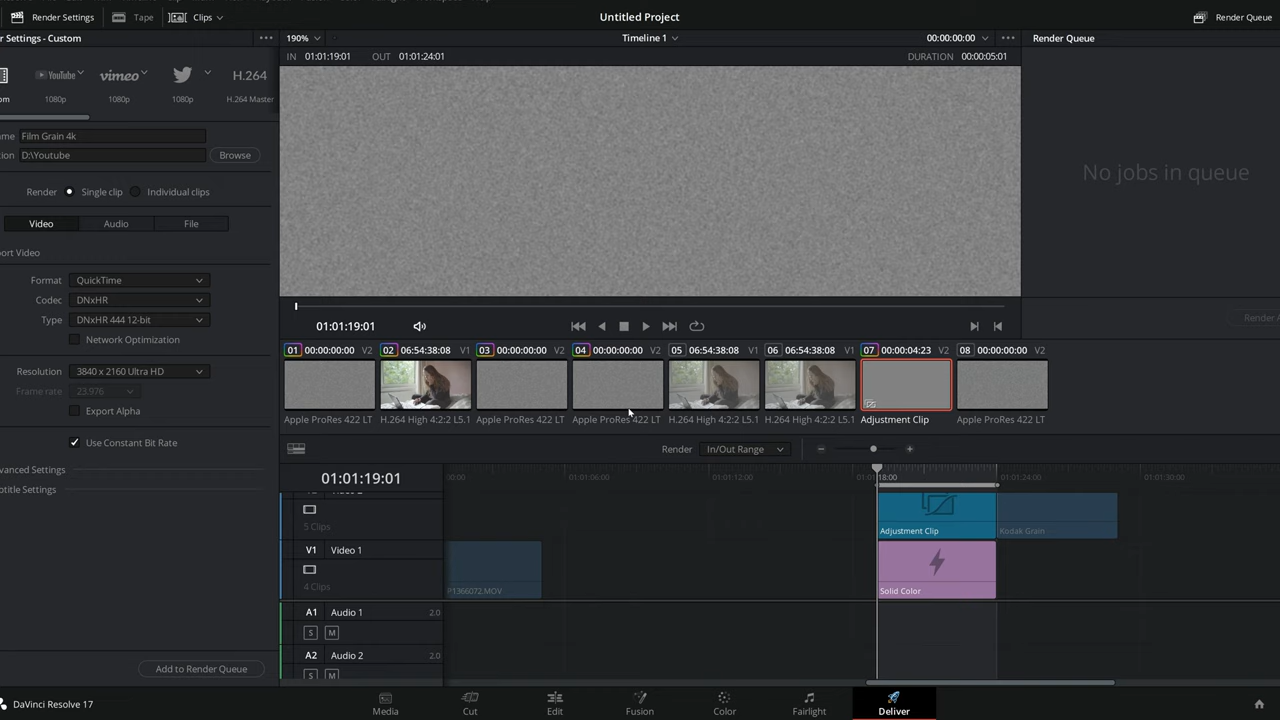 Render Settings
Tape
Clips
Untitled Project
Render Queue
r Settings - Custom
190%
Timeline 1
00:00:00:00
Render Queue
IN 01:01:19:01 OUT 01:01:24:01
DURATION 00:00:05:01
YouTube
vimeo
H.264
om
1080p
1080p
1080p
H.264 Master
ame Film Grain 4k
tion D:\Youtube Browse
No jobs in queue
Render Single clip Individual clips
Video Audio File
port Video
Format QuickTime
Codec DNxHR
Type DNxHR 444 12-bit
Network Optimization
Resolution 3840 x 2160 Ultra HD
Frame rate 23.976
Export Alpha
Use Constant Bit Rate
vanced Settings
btitle Settings
Add to Render Queue
Render A
01:01:19:01
01 00:00:00:00 V2
02 06:54:38:08 V1
03 00:00:00:00 V2
04 00:00:00:00 V2
05 06:54:38:08 V1
06 06:54:38:08 V1
07 00:00:04:23 V2
08 00:00:00:00 V2
Apple ProRes 422 LT
H.264 High 4:2:2 L5.1
Apple ProRes 422 LT
Apple ProRes 422 LT
H.264 High 4:2:2 L5.1
H.264 High 4:2:2 L5.1
Adjustment Clip
Apple ProRes 422 LT
Render In/Out Range
01:01:19:01
:00
01:01:06:00
01:01:12:00
01:01:18:00
01:01:24:00
01:01:30:00
5 Clips
Adjustment Clip
Kodak Grain
V1 Video 1
4 Clips
P1366072.MOV
Solid Color
A1 Audio 1 2.0
S M
A2 Audio 2 2.0
S M
DaVinci Resolve 17
Media
Cut
Edit
Fusion
Color
Fairlight
Deliver